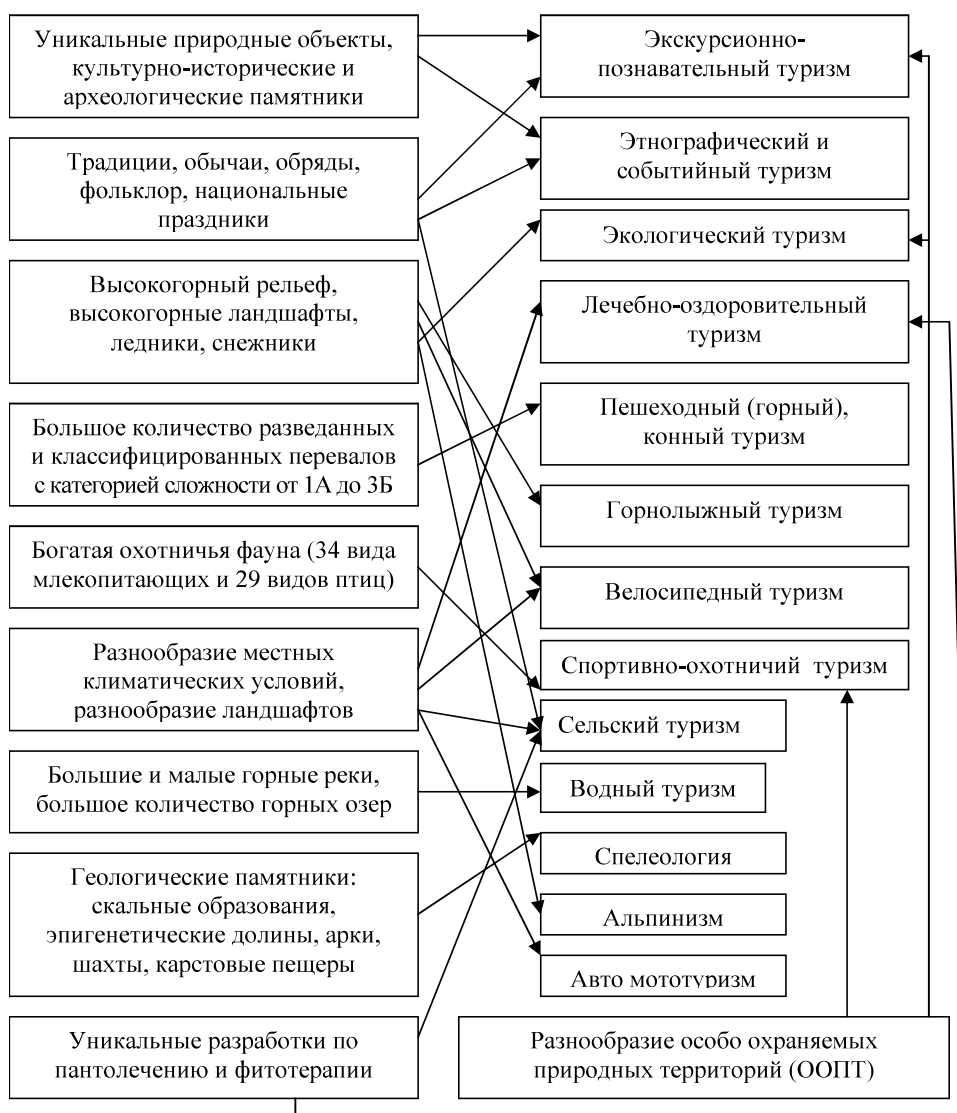 Уникальные природные объекты,
культурно-исторические и
археологические памятники
Традиции, обычаи, обряды,
фольклор, национальные
праздники
Высокогорный рельеф,
высокогорные ландшафты,
ледники, снежники
Большое количество разведанных
и классифицированных перевалов
с категорией сложности от 1А до 3Б
Богатая охотничья фауна (34 вида
млекопитающих и 29 видов птиц)
Разнообразие местных
климатических условий,
разнообразие ландшафтов
Большие и малые горные реки,
большое количество горных озер
Геологические памятники:
скальные образования,
эпигенетические долины, арки,
шахты, карстовые пещеры
Уникальные разработки по
пантолечению и фитотерапии
Экскурсионно-
познавательный туризм
Этнографический и
событийный туризм
Экологический туризм
Лечебно-оздоровительный
туризм
Пешеходный (горный),
конный туризм
Горнолыжный туризм
Велосипедный туризм
Спортивно-охотничий туризм
Сельский туризм
Водный туризм
Спелеология
Альпинизм
Авто мототуризм
Разнообразие особо охраняемых
природных территорий (ООПТ)